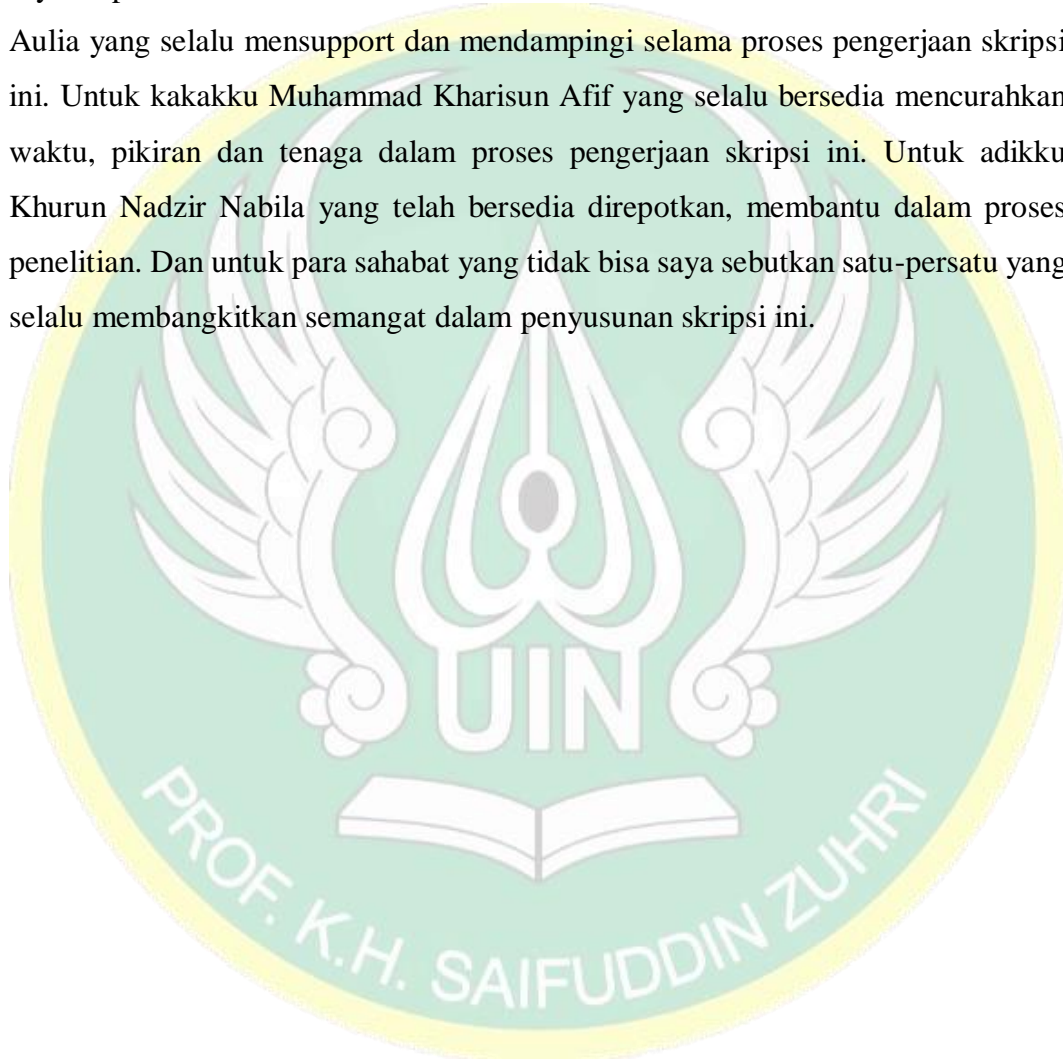 Aulia yang selalu mensupport dan mendampingi selama proses pengerjaan skripsi
ini. Untuk kakakku Muhammad Kharisun Afif yang selalu bersedia mencurahkan
waktu, pikiran dan tenaga dalam proses pengerjaan skripsi ini. Untuk adikku
Khurun Nadzir Nabila yang telah bersedia direpotkan, membantu dalam proses
penelitian. Dan untuk para sahabat yang tidak bisa saya sebutkan satu-persatu yang
selalu membangkitkan semangat dalam penyusunan skripsi ini.
UIN
PROF. K.H. SAIFUDDIN ZUHRI